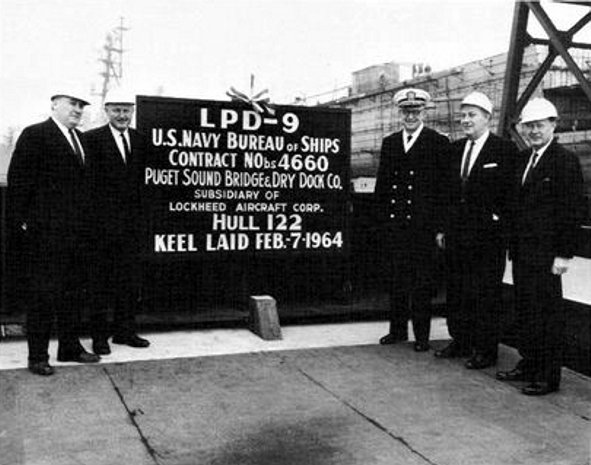 LPD-9
U.S. NAVY BUREAU OF SHIPS
CONTRACT NObs 4660
PUGET SOUND BRIDGE & DRY DOCK CO.
SUBSIDIARY OF
LOCKHEED AIRCRAFT CORP.
HULL 122
KEEL LAID FEB.-7-1964